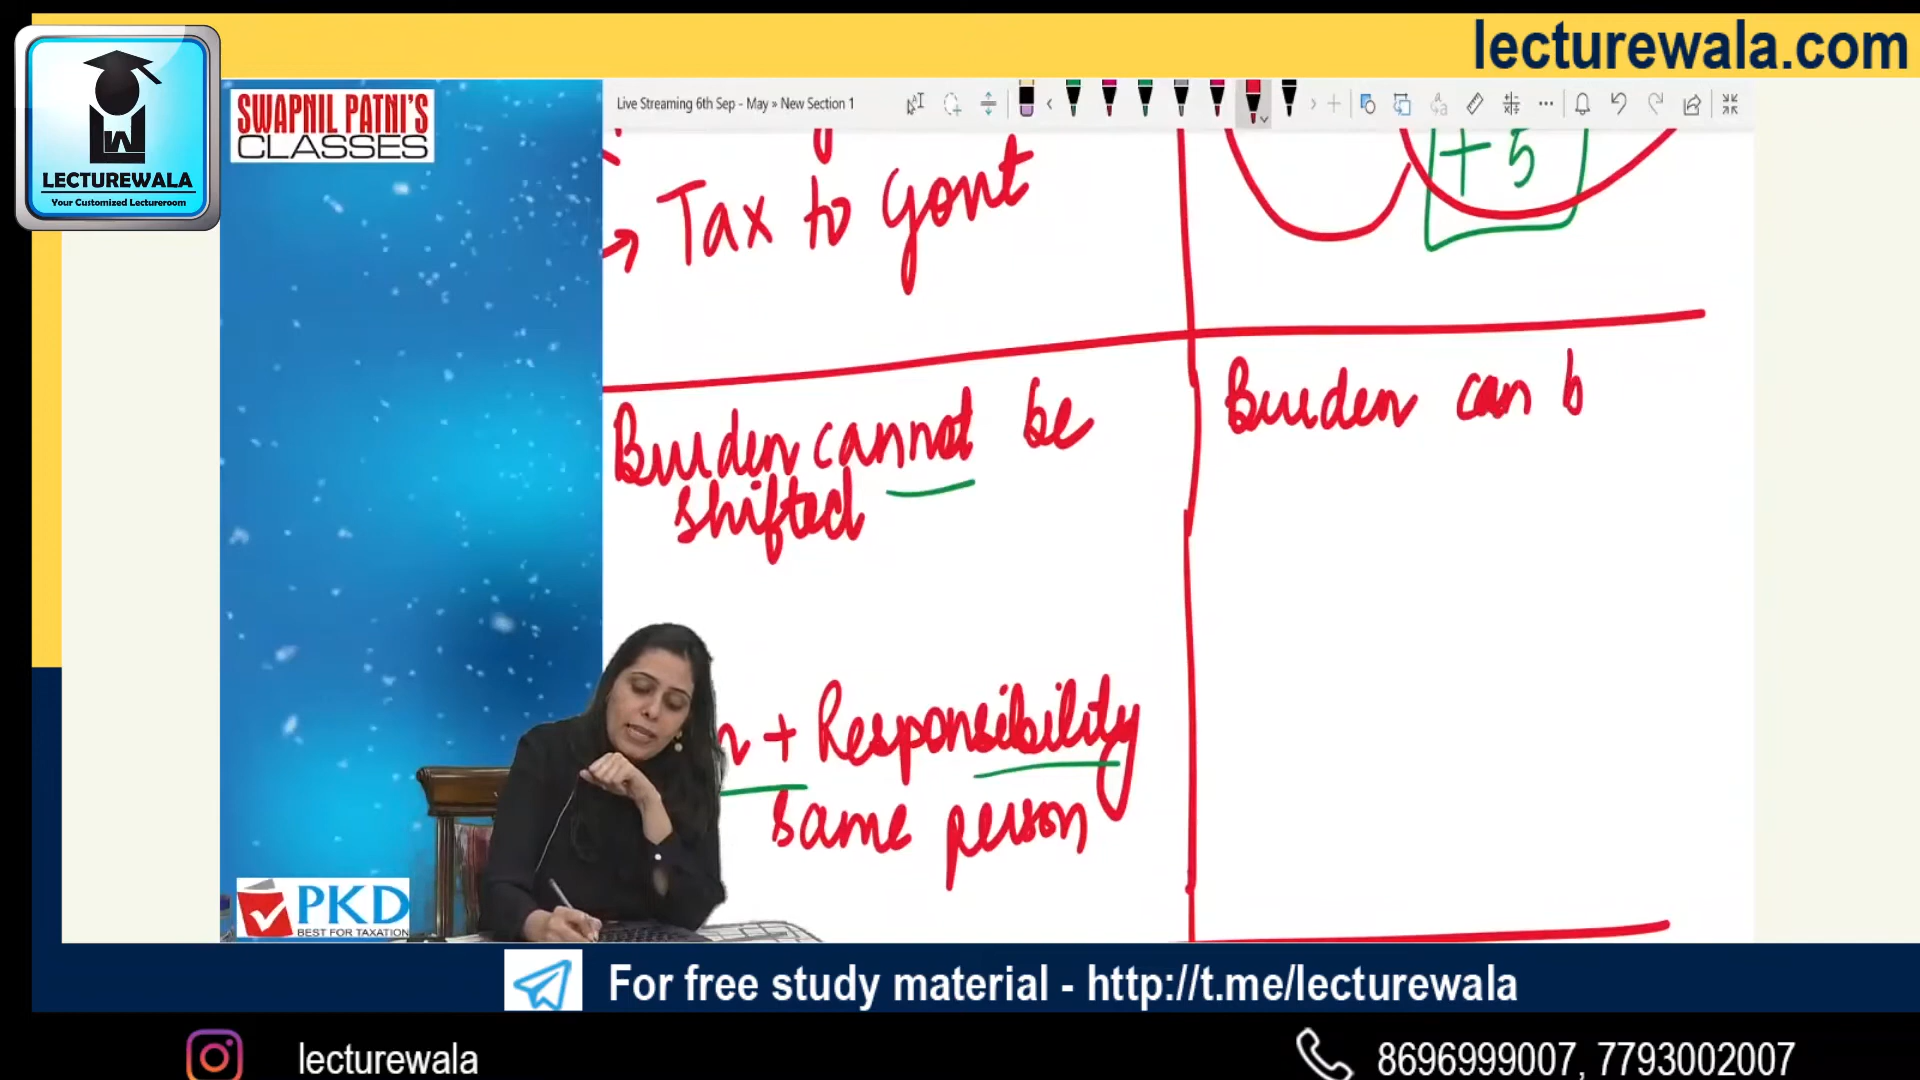 lecturewala.com
SWAPNIL PATNI'S
CLASSES
LW
LECTUREWALA
Your Customized Lectureroom
Live Streaming 6th Sep - May » New Section 1
+ 5
→ Tax to Govt
Burden cannot be
shifted
Burden can b
+ Responsibility
same person
PKD
BEST FOR TAXATION
For free study material - http://t.me/lecturewala
lecturewala
8696999007, 7793002007